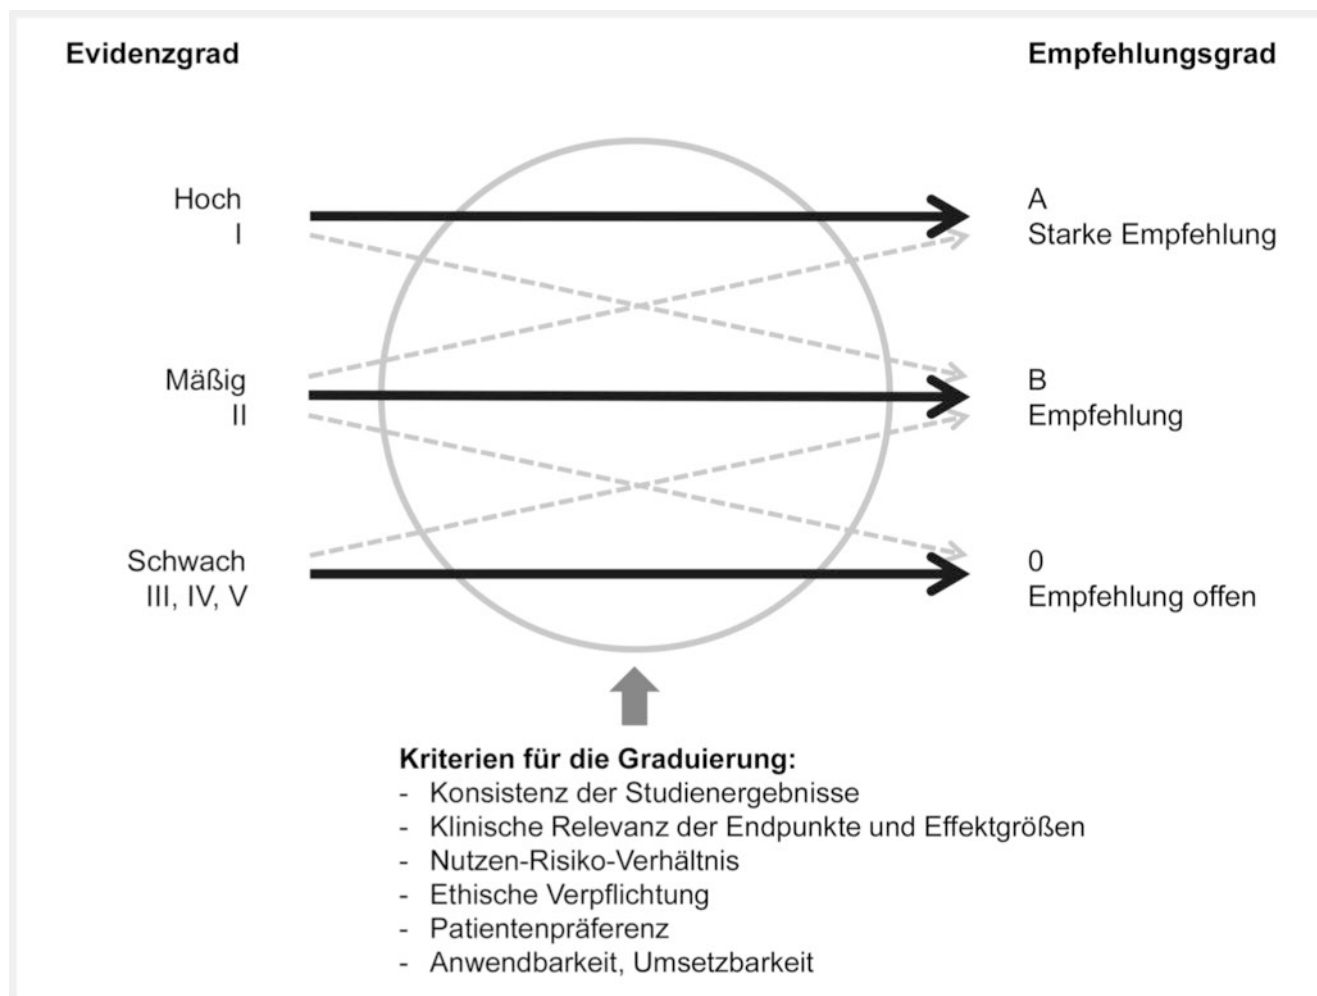 Evidenzgrad
Empfehlungsgrad
Hoch
I
A
Starke Empfehlung
Mäßig
II
B
Empfehlung
Schwach
III, IV, V
0
Empfehlung offen
Kriterien für die Graduierung:
- Konsistenz der Studienergebnisse
- Klinische Relevanz der Endpunkte und Effektgrößen
- Nutzen-Risiko-Verhältnis
- Ethische Verpflichtung
- Patientenpräferenz
- Anwendbarkeit, Umsetzbarkeit